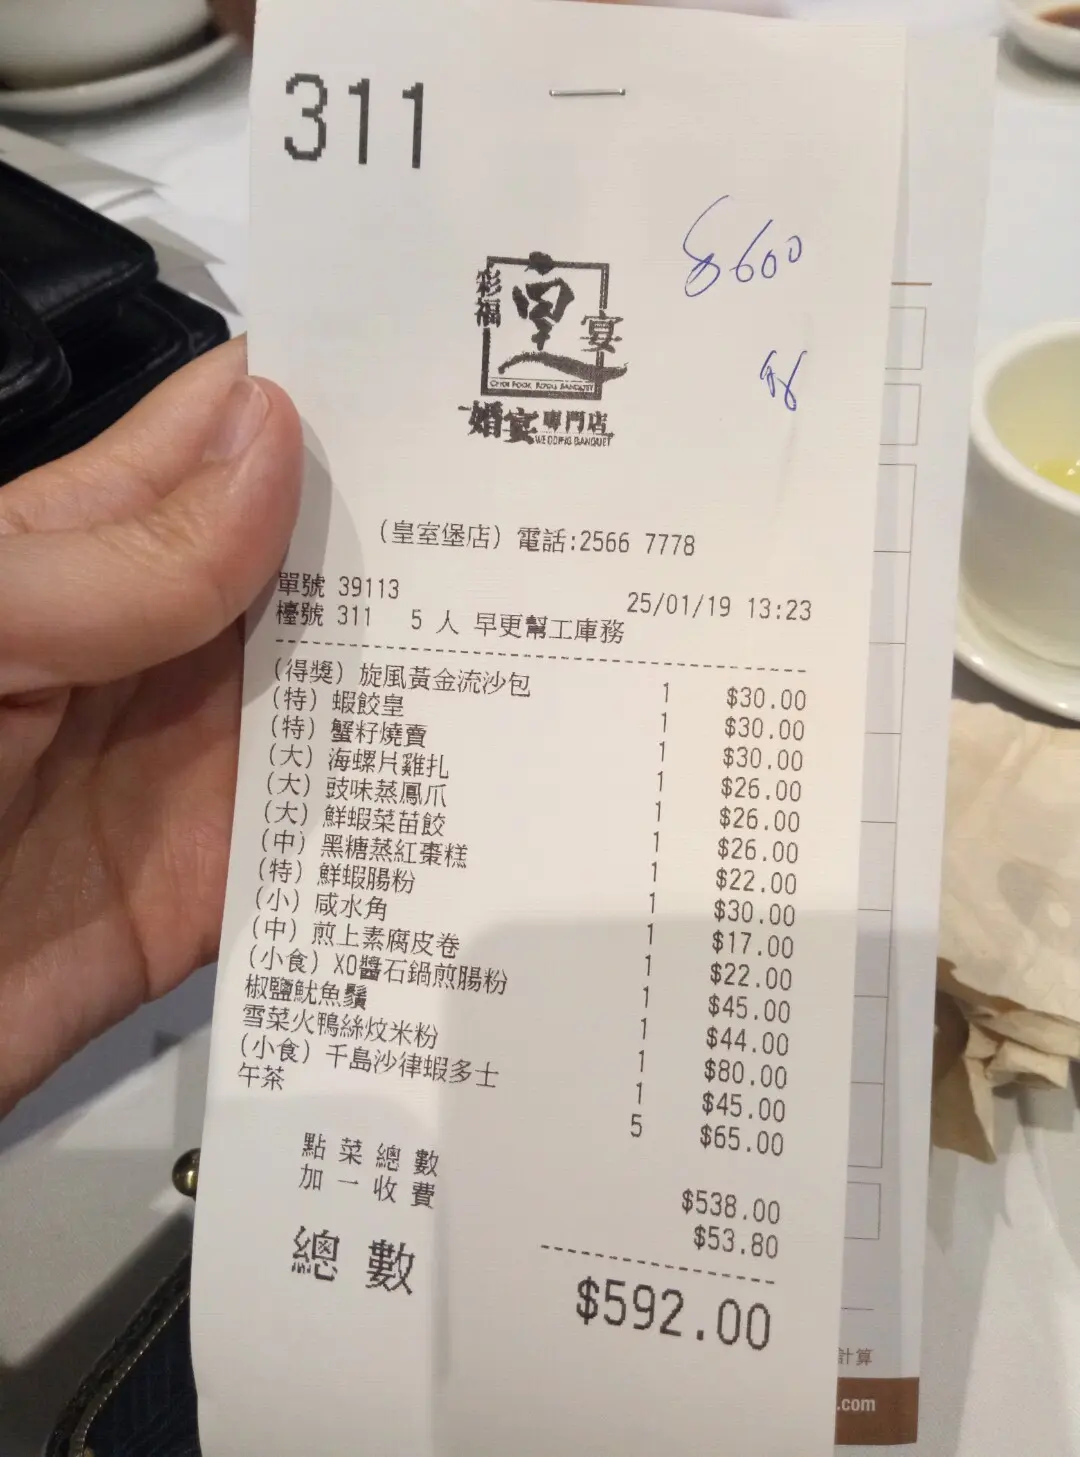 311
$600
彩福
皇
宴
CHOI FOOK ROYAL BANQUET
婚宴專門店
WEDDING BANQUET
(皇室堡店) 電話:2566 7778
單號 39113 25/01/19 13:23
檯號 311 5 人 早更幫工庫務
(得獎) 旋風黃金流沙包 1 $30.00
(特) 蝦餃皇 1 $30.00
(特) 蟹籽燒賣 1 $30.00
(大) 海螺片雞扎 1 $26.00
(大) 豉味蒸鳳爪 1 $26.00
(大) 鮮蝦菜苗餃 1 $26.00
(中) 黑糖蒸紅棗糕 1 $22.00
(特) 鮮蝦腸粉 1 $30.00
(小) 咸水角 1 $17.00
(中) 煎上素腐皮卷 1 $22.00
(小食) XO醬石鍋煎腸粉 1 $45.00
椒鹽魷魚鬚 1 $44.00
雪菜火鴨絲炆米粉 1 $80.00
(小食) 千島沙律蝦多士 1 $45.00
午茶 5 $65.00
點菜總數 $538.00
加一收費 $53.80
總數 $592.00
計算
.com